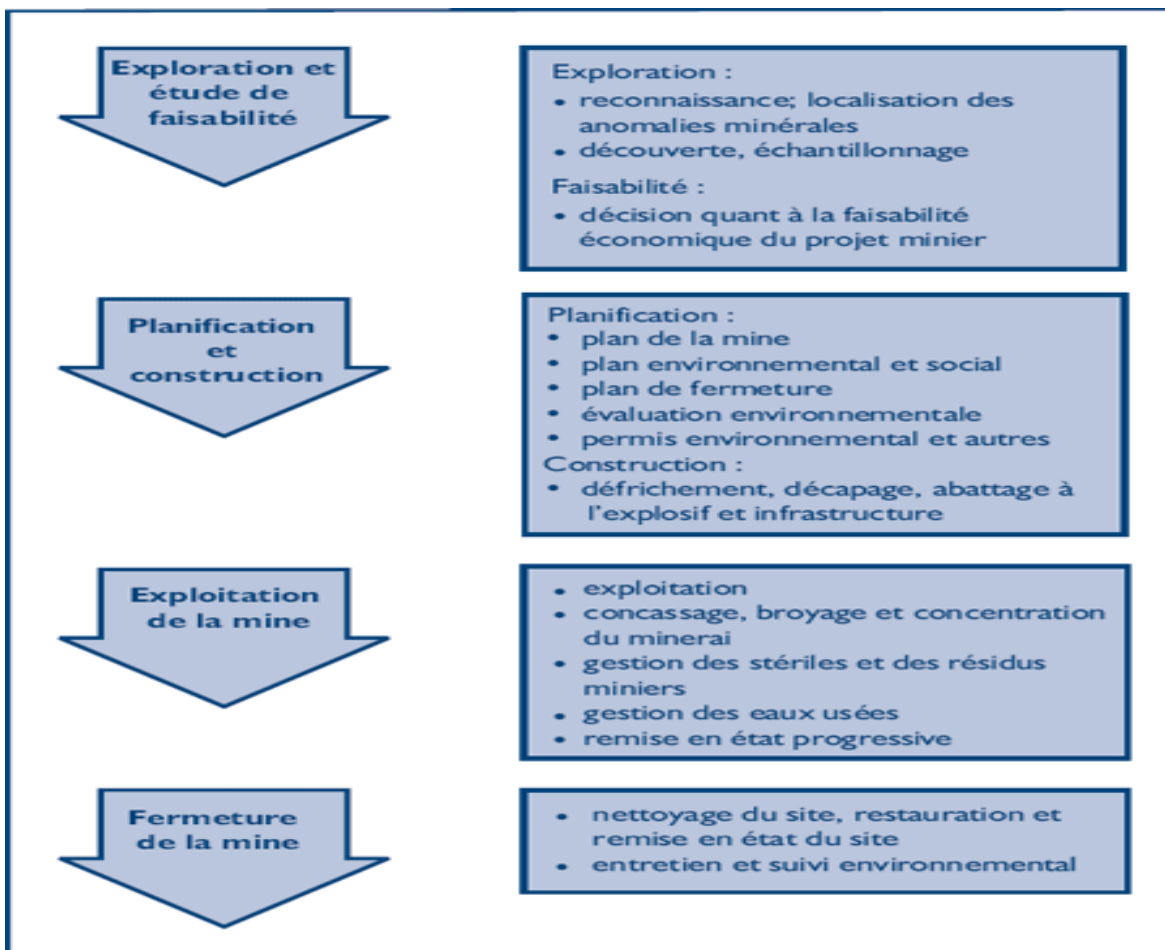 Exploration et
étude de
faisabilité
Exploration :
• reconnaissance; localisation des
anomalies minérales
• découverte, échantillonnage
Faisabilité :
• décision quant à la faisabilité
économique du projet minier
Planification
et
construction
Planification :
• plan de la mine
• plan environnemental et social
• plan de fermeture
• évaluation environnementale
• permis environnemental et autres
Construction :
• défrichement, décapage, abattage à
l'explosif et infrastructure
Exploitation
de la mine
• exploitation
• concassage, broyage et concentration
du minerai
• gestion des stériles et des résidus
miniers
• gestion des eaux usées
• remise en état progressive
Fermeture
de la mine
• nettoyage du site, restauration et
remise en état du site
• entretien et suivi environnemental